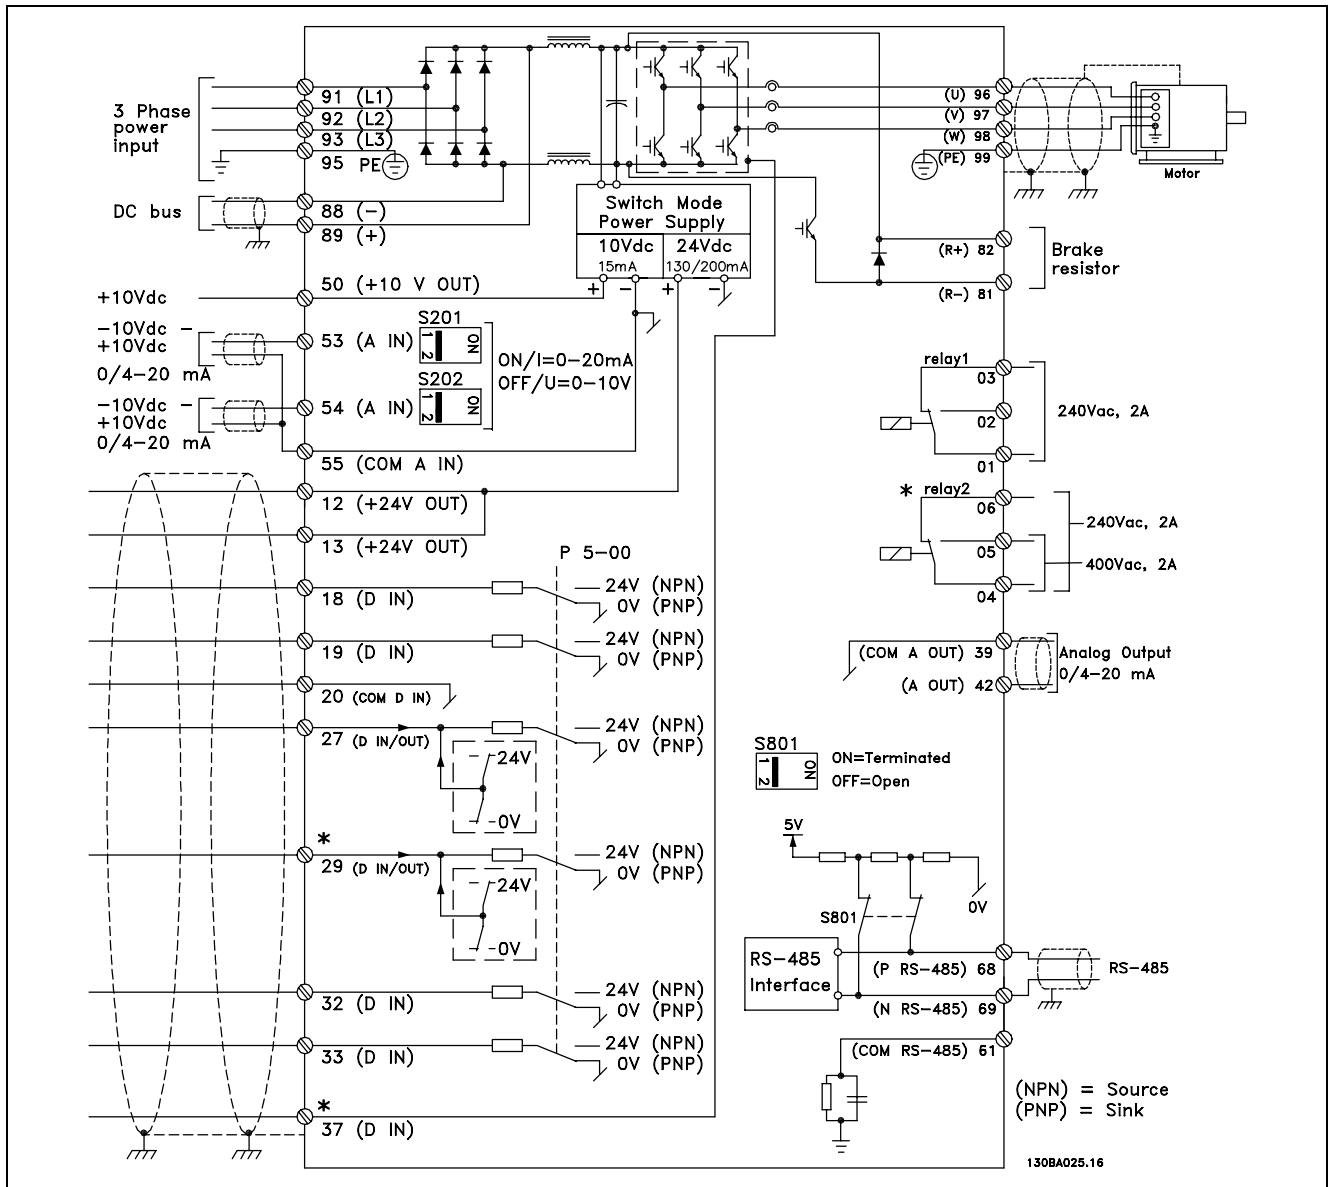 3 Phase
power
input
91 (L1)
92 (L2)
93 (L3)
95 PE
DC bus
88 (−)
89 (+)
+10Vdc
50 (+10 V OUT)
−10Vdc −
+10Vdc
0/4−20 mA
53 (A IN)
S201
1
2
ON
ON/I=0−20mA
OFF/U=0−10V
−10Vdc −
+10Vdc
0/4−20 mA
54 (A IN)
S202
1
2
ON
55 (COM A IN)
12 (+24V OUT)
13 (+24V OUT)
P 5-00
18 (D IN)
24V (NPN)
0V (PNP)
19 (D IN)
24V (NPN)
0V (PNP)
20 (COM D IN)
27 (D IN/OUT)
24V (NPN)
0V (PNP)
24V
0V
*
29 (D IN/OUT)
24V (NPN)
0V (PNP)
24V
0V
32 (D IN)
24V (NPN)
0V (PNP)
33 (D IN)
24V (NPN)
0V (PNP)
*
37 (D IN)
Switch Mode
Power Supply
10Vdc
15mA
24Vdc
130/200mA
+ −
+ −
(U) 96
(V) 97
(W) 98
(PE) 99
Motor
(R+) 82
(R−) 81
Brake
resistor
relay1
03
02
01
240Vac, 2A
* relay2
06
05
04
240Vac, 2A
400Vac, 2A
(COM A OUT) 39
(A OUT) 42
Analog Output
0/4−20 mA
S801
1
2
ON
ON=Terminated
OFF=Open
5V
0V
S801
RS-485
Interface
(P RS-485) 68
(N RS-485) 69
RS-485
(COM RS-485) 61
(NPN) = Source
(PNP) = Sink
130BA025.16